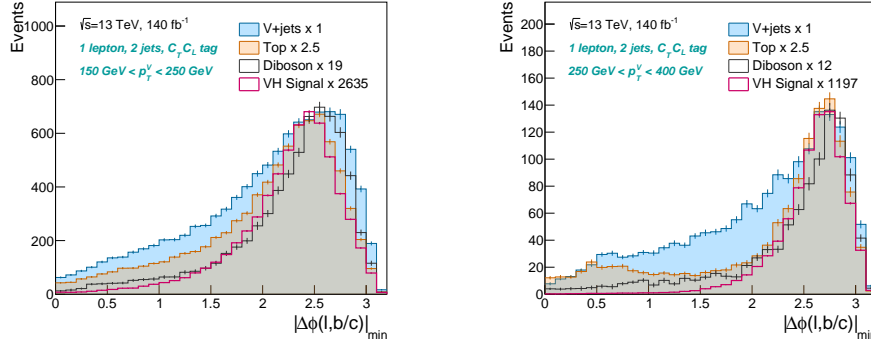 Events
1000
800
600
400
200
0
√s=13 TeV, 140 fb⁻¹
1 lepton, 2 jets, C_T C_L tag
150 GeV < p_T^V < 250 GeV
V+jets x 1
Top x 2.5
Diboson x 19
VH Signal x 2635
0 0.5 1 1.5 2 2.5 3
|Δϕ(l,b/c)|_min
Events
200
180
160
140
120
100
80
60
40
20
0
√s=13 TeV, 140 fb⁻¹
1 lepton, 2 jets, C_T C_L tag
250 GeV < p_T^V < 400 GeV
V+jets x 1
Top x 2.5
Diboson x 12
VH Signal x 1197
0 0.5 1 1.5 2 2.5 3
|Δϕ(l,b/c)|_min